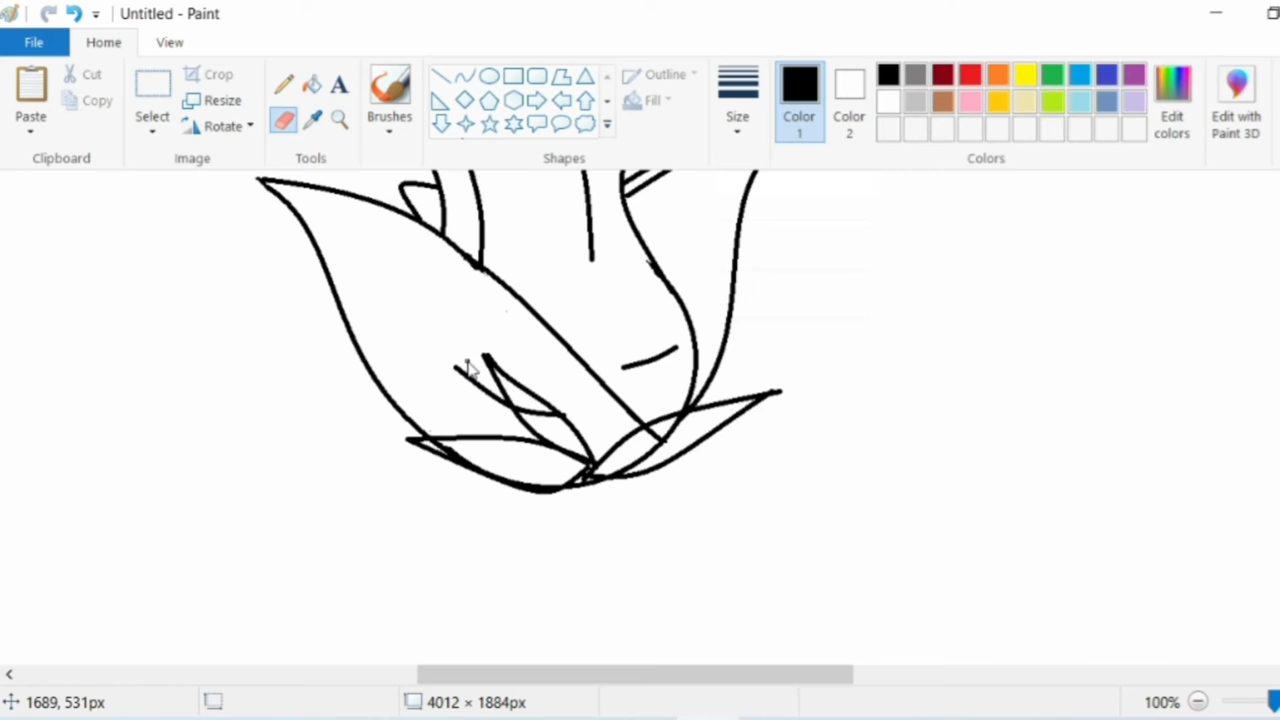 Untitled - Paint
File Home View
Paste
Cut
Copy
Clipboard
Select
Crop
Resize
Rotate
Image
A
Tools
Brushes
Outline
Fill
Shapes
Size
Color 1
Color 2
Edit colors
Colors
Edit with Paint 3D
1689, 531px
4012 × 1884px
100%